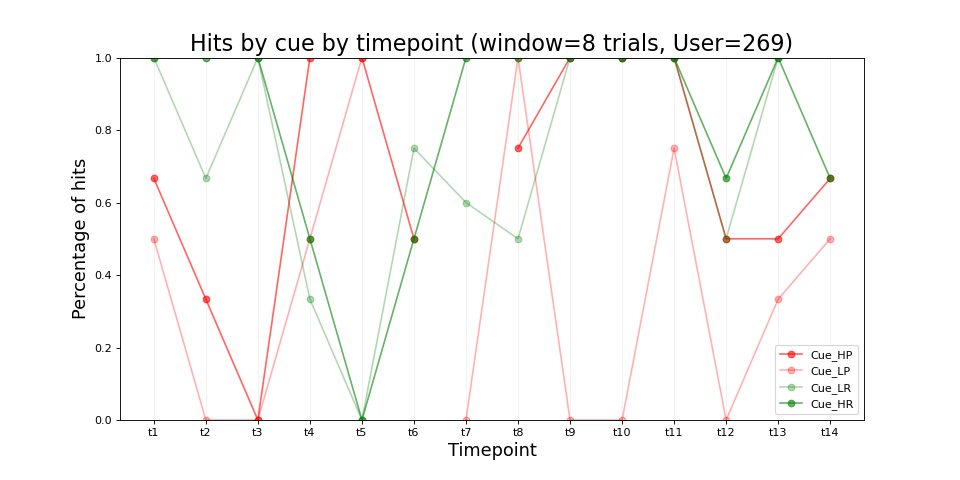 Hits by cue by timepoint (window=8 trials, User=269)
Percentage of hits
1.0
0.8
0.6
0.4
0.2
0.0
t1 t2 t3 t4 t5 t6 t7 t8 t9 t10 t11 t12 t13 t14
Timepoint
Cue_HP
Cue_LP
Cue_LR
Cue_HR